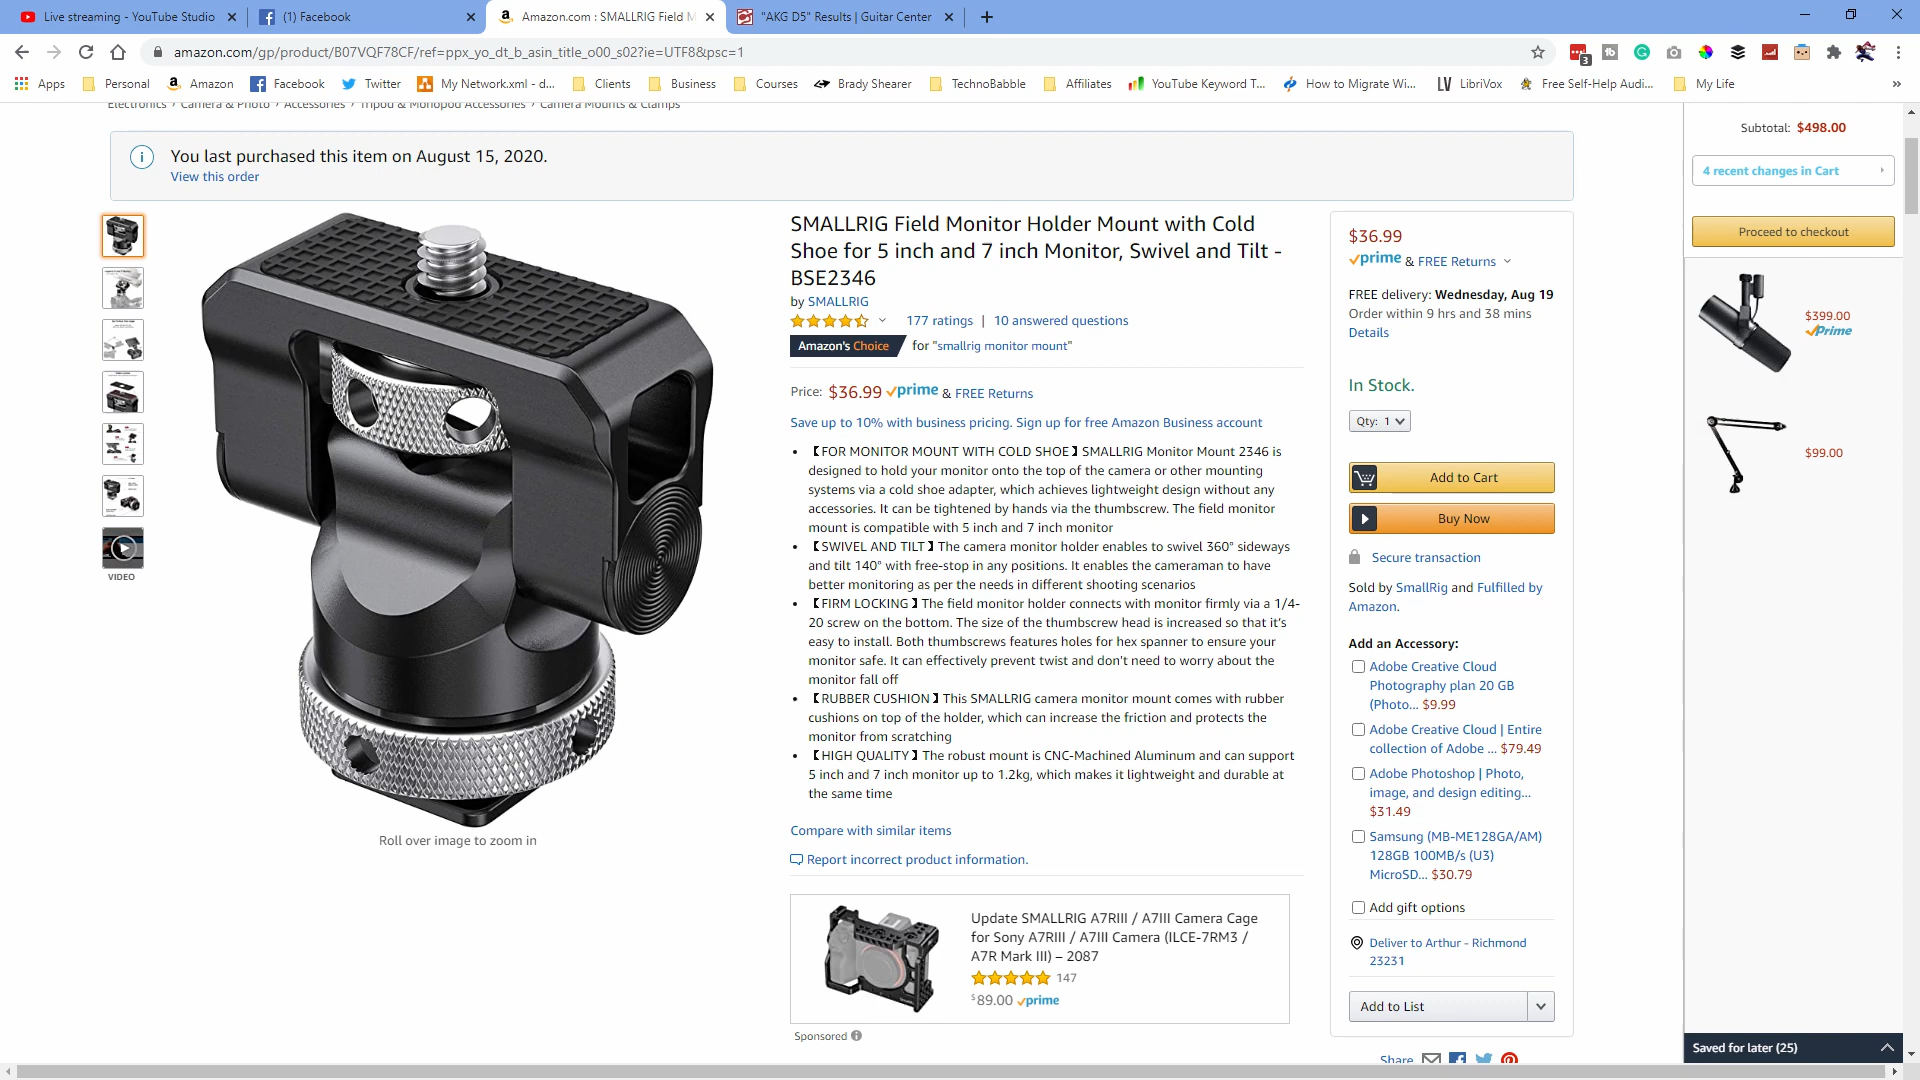 Live streaming - YouTube Studio
(1) Facebook
Amazon.com : SMALLRIG Field M
"AKG D5" Results | Guitar Center
amazon.com/gp/product/B07VQF78CF/ref=ppx_yo_dt_b_asin_title_o00_s02?ie=UTF8&psc=1
3
Apps
Personal
Amazon
Facebook
Twitter
My Network.xml - d...
Clients
Business
Courses
Brady Shearer
TechnoBabble
Affiliates
YouTube Keyword T...
How to Migrate Wi...
LibriVox
Free Self-Help Audi...
My Life
»
Electronics › Camera & Photo › Accessories › Tripod & Monopod Accessories › Camera Mounts & Clamps
You last purchased this item on August 15, 2020.
View this order
VIDEO
Roll over image to zoom in
SMALLRIG Field Monitor Holder Mount with Cold
Shoe for 5 inch and 7 inch Monitor, Swivel and Tilt -
BSE2346
by SMALLRIG
177 ratings | 10 answered questions
Amazon's Choice for "smallrig monitor mount"
Price: $36.99 prime & FREE Returns
Save up to 10% with business pricing. Sign up for free Amazon Business account
• 【FOR MONITOR MOUNT WITH COLD SHOE】SMALLRIG Monitor Mount 2346 is
designed to hold your monitor onto the top of the camera or other mounting
systems via a cold shoe adapter, which achieves lightweight design without any
accessories. It can be tightened by hands via the thumbscrew. The field monitor
mount is compatible with 5 inch and 7 inch monitor
• 【SWIVEL AND TILT】The camera monitor holder enables to swivel 360° sideways
and tilt 140° with free-stop in any positions. It enables the cameraman to have
better monitoring as per the needs in different shooting scenarios
• 【FIRM LOCKING】The field monitor holder connects with monitor firmly via a 1/4-
20 screw on the bottom. The size of the thumbscrew head is increased so that it's
easy to install. Both thumbscrews features holes for hex spanner to ensure your
monitor safe. It can effectively prevent twist and don't need to worry about the
monitor fall off
• 【RUBBER CUSHION】This SMALLRIG camera monitor mount comes with rubber
cushions on top of the holder, which can increase the friction and protects the
monitor from scratching
• 【HIGH QUALITY】The robust mount is CNC-Machined Aluminum and can support
5 inch and 7 inch monitor up to 1.2kg, which makes it lightweight and durable at
the same time
Compare with similar items
Report incorrect product information.
Update SMALLRIG A7RIII / A7III Camera Cage
for Sony A7RIII / A7III Camera (ILCE-7RM3 /
A7R Mark III) – 2087
147
$89.00 prime
Sponsored
$36.99
prime & FREE Returns
FREE delivery: Wednesday, Aug 19
Order within 9 hrs and 38 mins
Details
In Stock.
Qty: 1
Add to Cart
Buy Now
Secure transaction
Sold by SmallRig and Fulfilled by
Amazon.
Add an Accessory:
Adobe Creative Cloud
Photography plan 20 GB
(Photo... $9.99
Adobe Creative Cloud | Entire
collection of Adobe ... $79.49
Adobe Photoshop | Photo,
image, and design editing...
$31.49
Samsung (MB-ME128GA/AM)
128GB 100MB/s (U3)
MicroSD... $30.79
Add gift options
Deliver to Arthur - Richmond
23231
Add to List
Share
Subtotal: $498.00
4 recent changes in Cart
Proceed to checkout
$399.00
prime
$99.00
Saved for later (25)